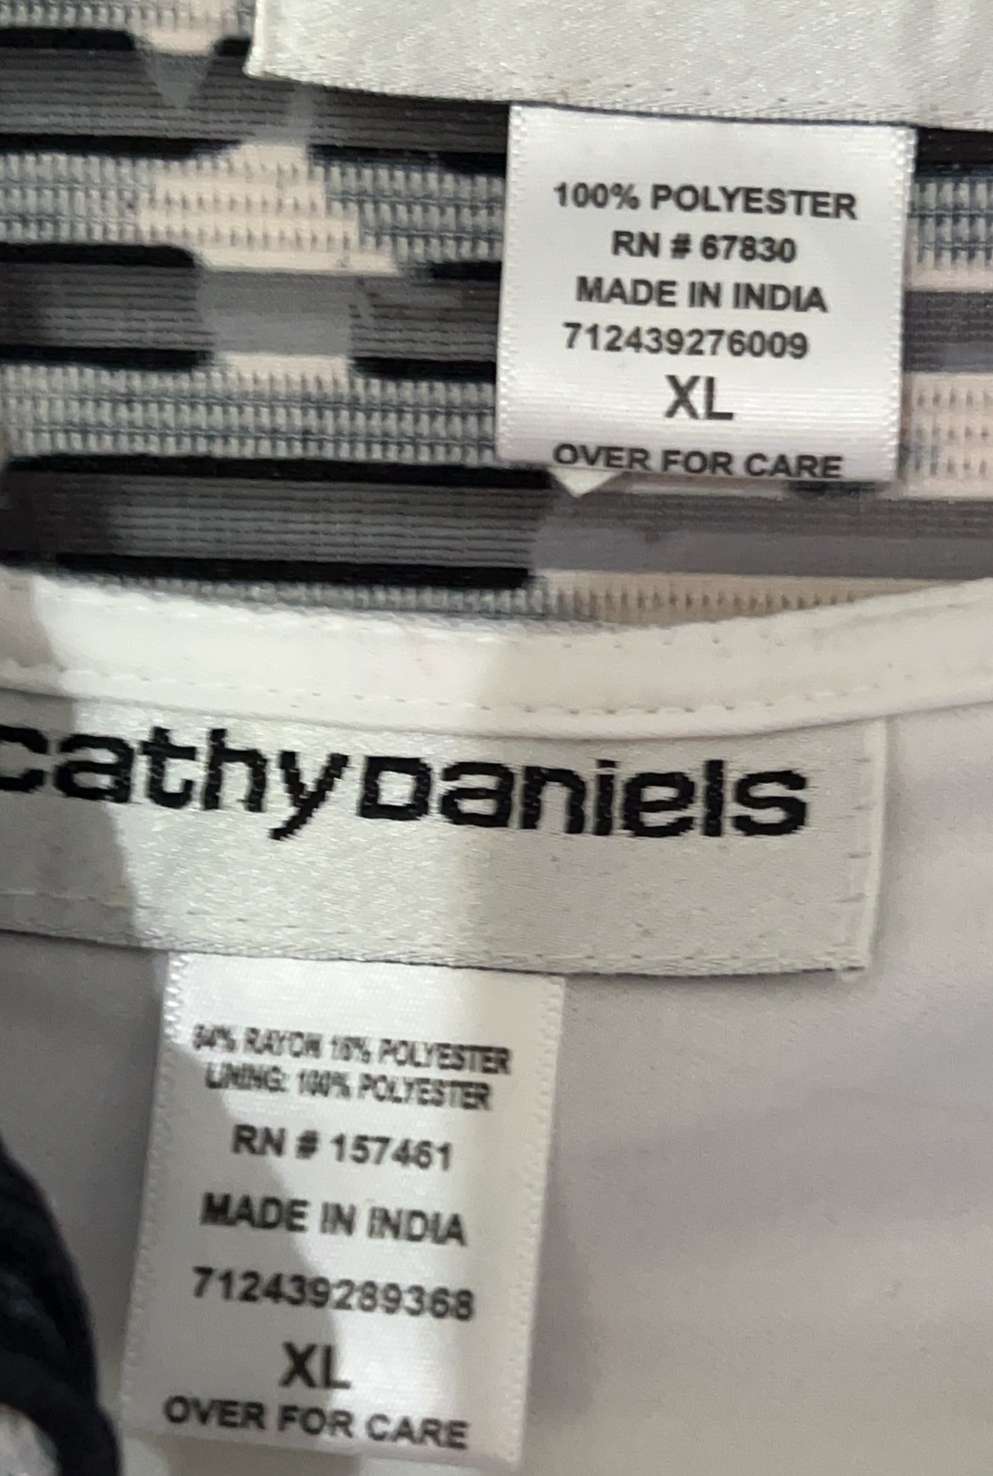 100% POLYESTER
RN # 67830
MADE IN INDIA
712439276009
XL
OVER FOR CARE
cathy Daniels
84% RAYON 16% POLYESTER
LINING: 100% POLYESTER
RN # 157461
MADE IN INDIA
712439289368
XL
OVER FOR CARE